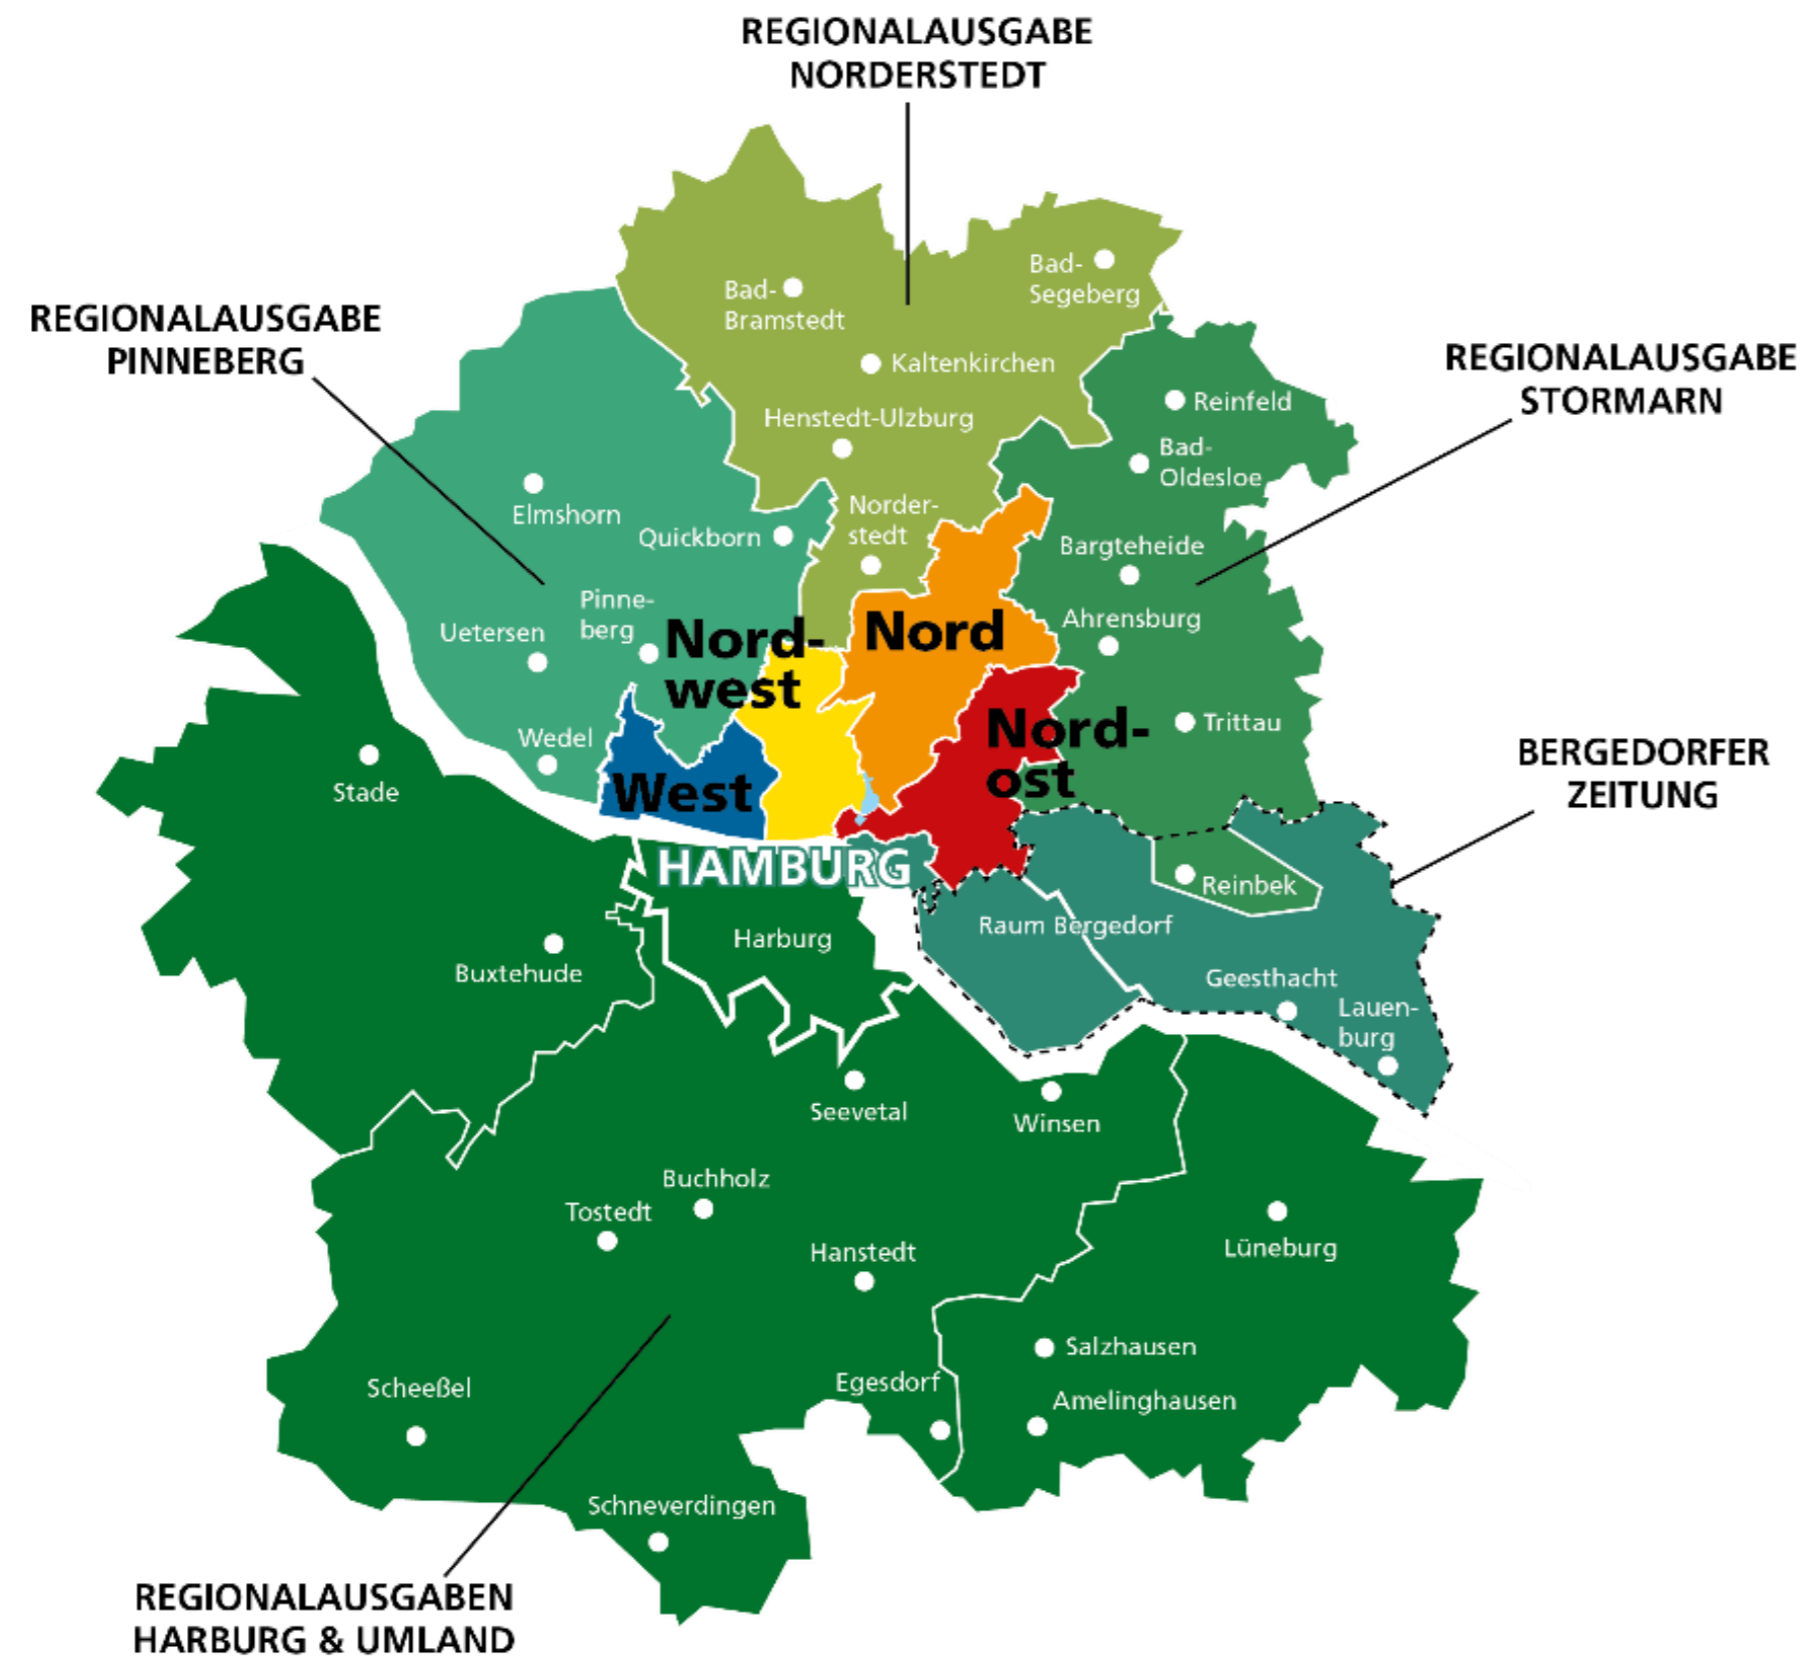 REGIONALAUSGABE
NORDERSTEDT
REGIONALAUSGABE
PINNEBERG
REGIONALAUSGABE
STORMARN
BERGEDORFER
ZEITUNG
REGIONALAUSGABEN
HARBURG & UMLAND
Bad-
Bramstedt
Bad-
Segeberg
Kaltenkirchen
Henstedt-Ulzburg
Norder-
stedt
Reinfeld
Bad-
Oldesloe
Bargteheide
Ahrensburg
Trittau
Elmshorn
Quickborn
Pinne-
berg
Uetersen
Wedel
Nord-
west
Nord
Nord-
ost
West
HAMBURG
Stade
Buxtehude
Harburg
Reinbek
Raum Bergedorf
Geesthacht
Lauen-
burg
Seevetal
Winsen
Buchholz
Tostedt
Hanstedt
Lüneburg
Salzhausen
Egesdorf
Amelinghausen
Scheeßel
Schneverdingen